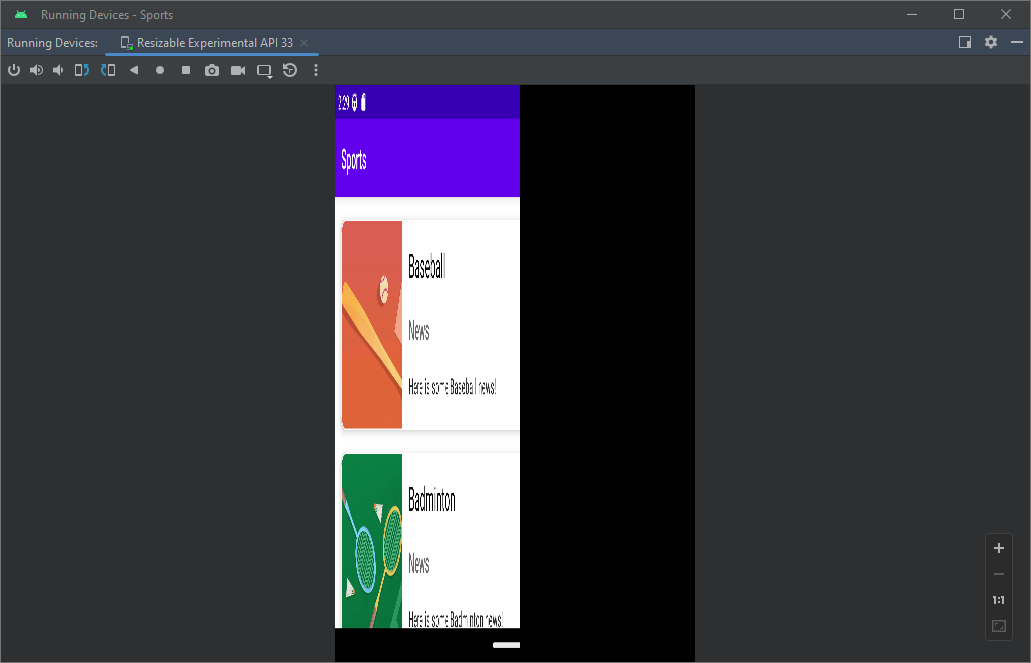 Running Devices - Sports
Running Devices: Resizable Experimental API 33
2:29
Sports
Baseball
News
Here is some Baseball news!
Badminton
News
Here is some Badminton news!
1:1